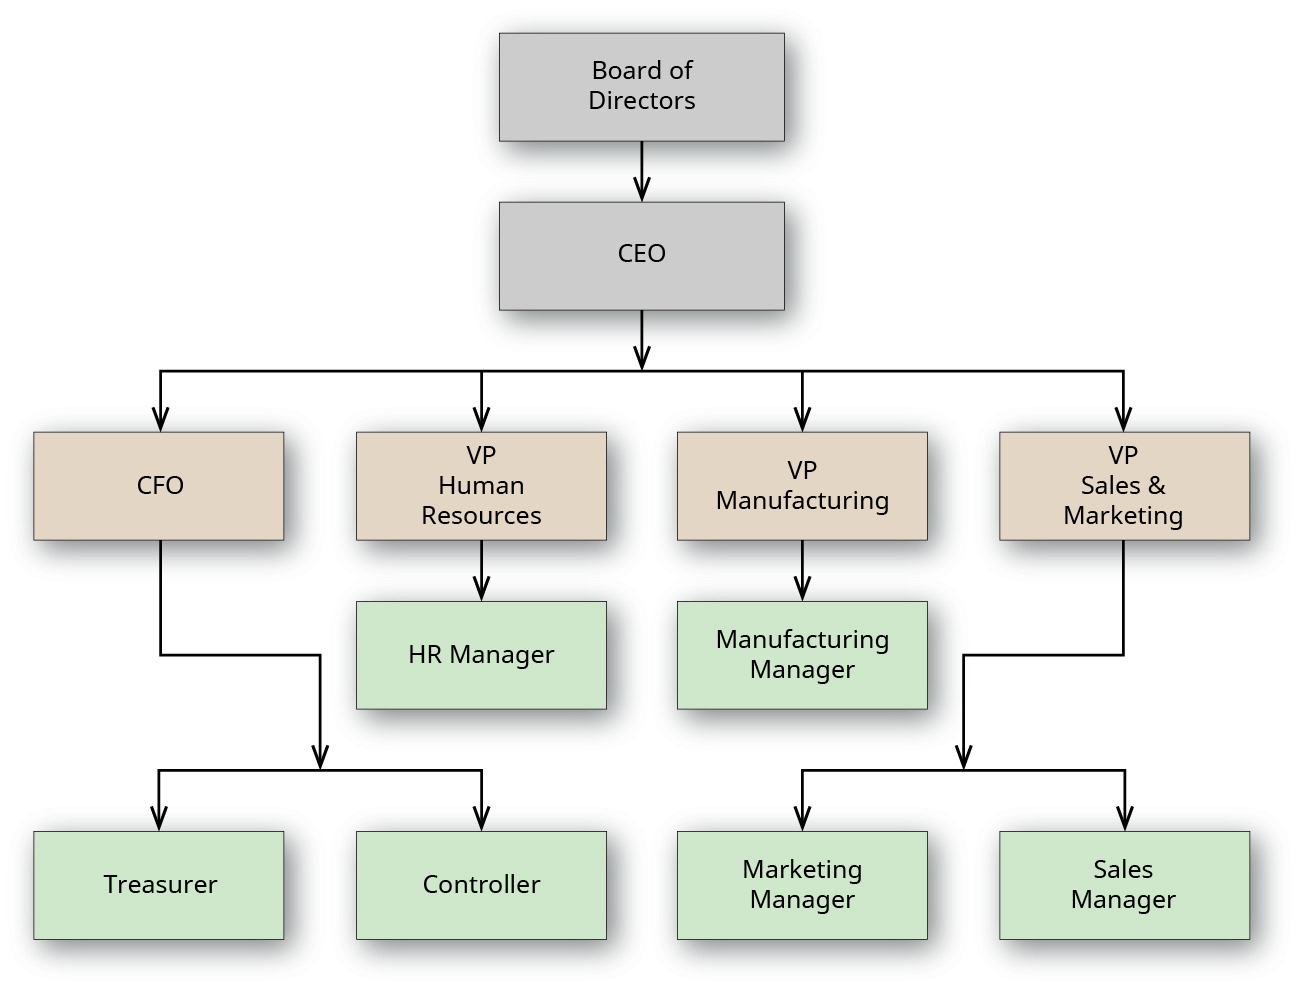 Board of
Directors
CEO
CFO
VP
Human
Resources
VP
Manufacturing
VP
Sales &
Marketing
HR Manager
Manufacturing
Manager
Treasurer
Controller
Marketing
Manager
Sales
Manager